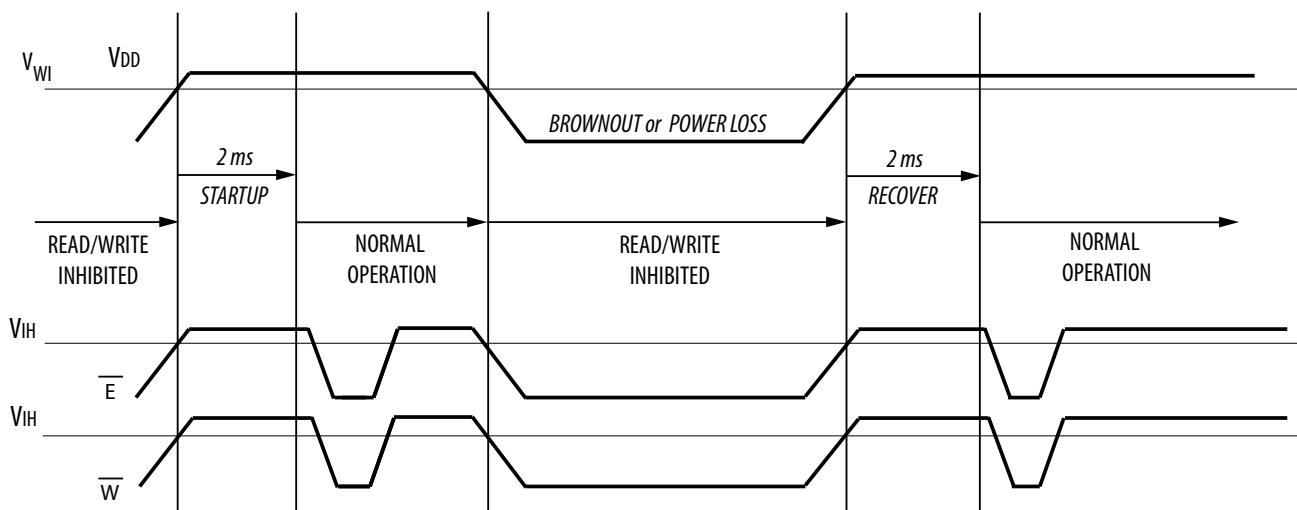 VWI VDD
BROWNOUT or POWER LOSS
2 ms
STARTUP
2 ms
RECOVER
READ/WRITE
INHIBITED
NORMAL
OPERATION
READ/WRITE
INHIBITED
NORMAL
OPERATION
VIH
E
VIH
W